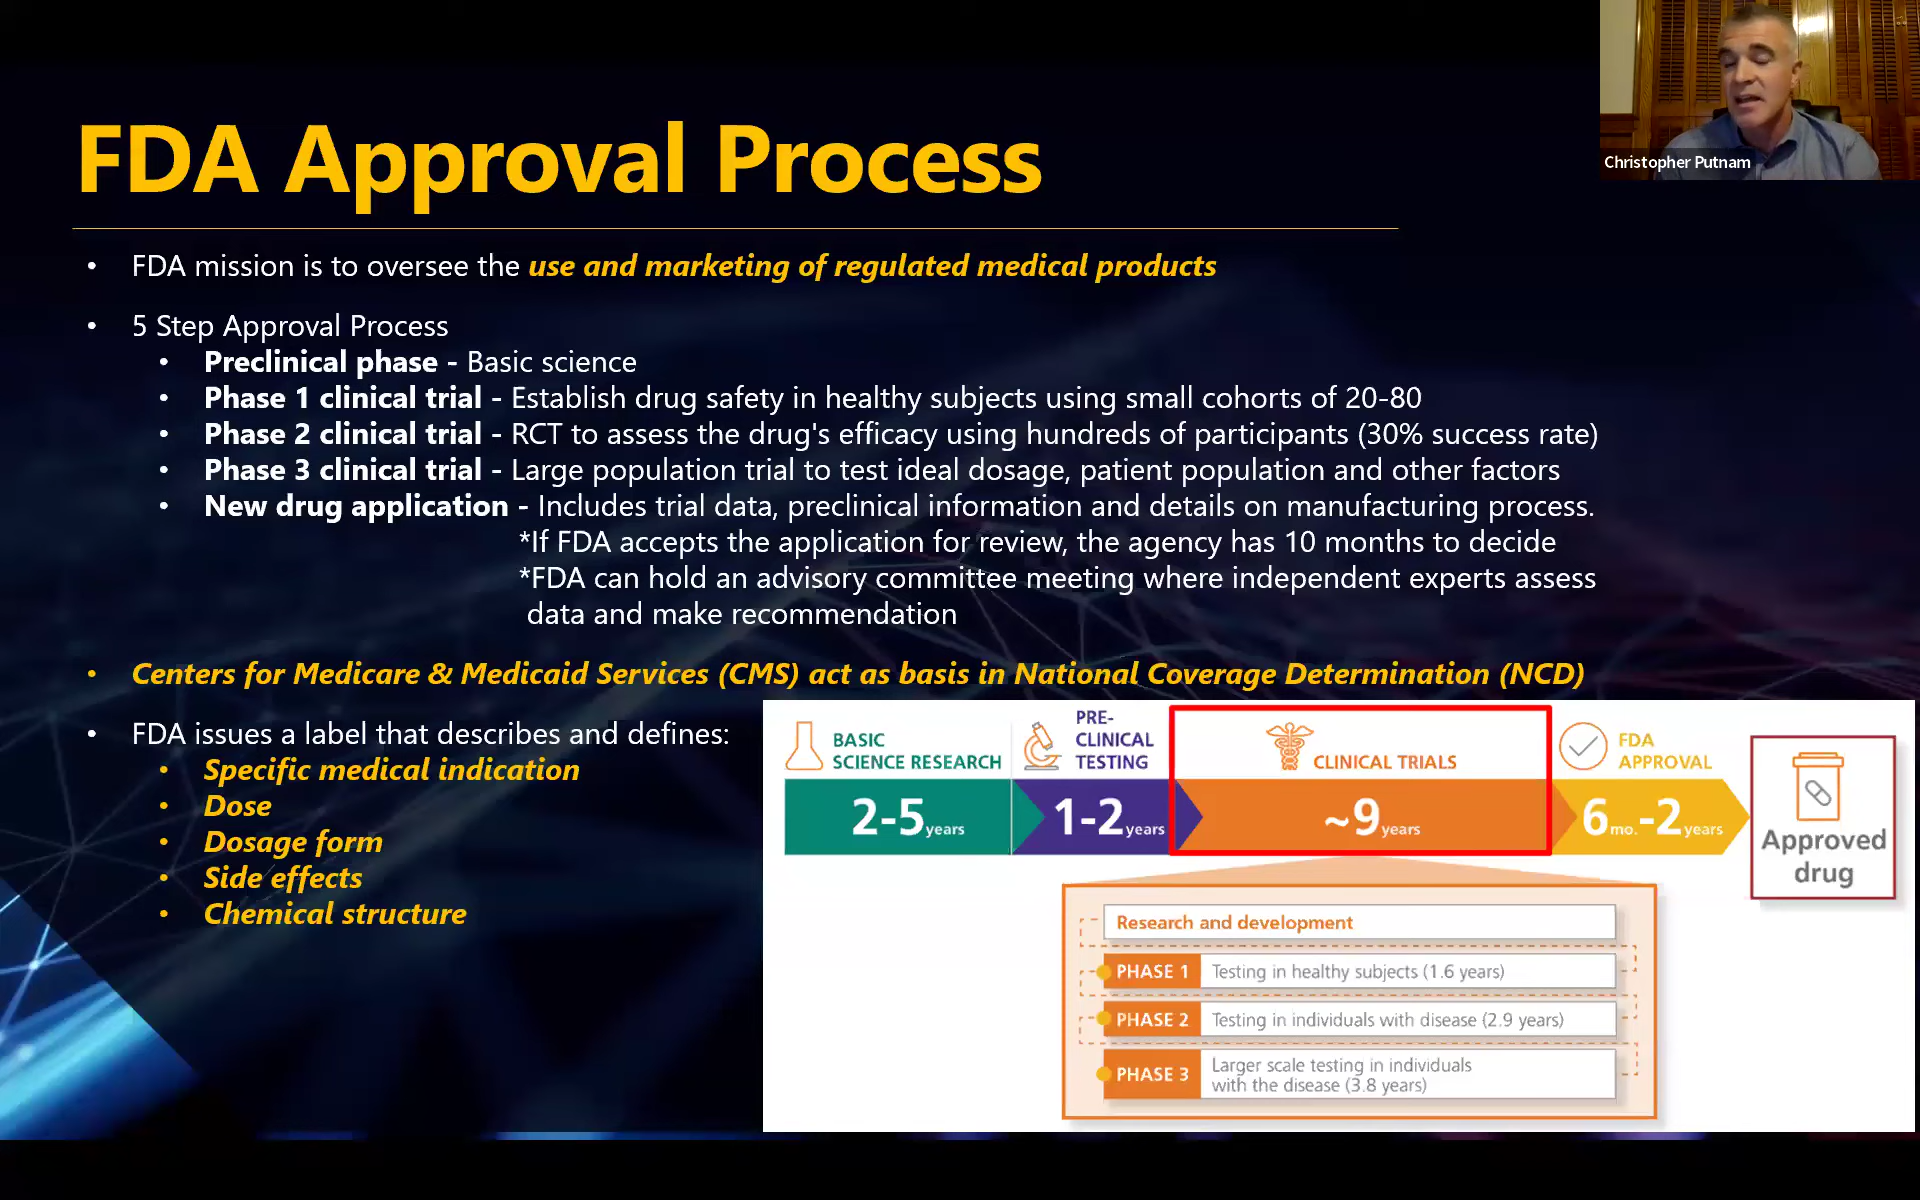 FDA Approval Process
Christopher Putnam
• FDA mission is to oversee the use and marketing of regulated medical products
• 5 Step Approval Process
• Preclinical phase - Basic science
• Phase 1 clinical trial - Establish drug safety in healthy subjects using small cohorts of 20-80
• Phase 2 clinical trial - RCT to assess the drug's efficacy using hundreds of participants (30% success rate)
• Phase 3 clinical trial - Large population trial to test ideal dosage, patient population and other factors
• New drug application - Includes trial data, preclinical information and details on manufacturing process.
*If FDA accepts the application for review, the agency has 10 months to decide
*FDA can hold an advisory committee meeting where independent experts assess
data and make recommendation
• Centers for Medicare & Medicaid Services (CMS) act as basis in National Coverage Determination (NCD)
• FDA issues a label that describes and defines:
• Specific medical indication
• Dose
• Dosage form
• Side effects
• Chemical structure
BASIC
SCIENCE RESEARCH
2-5 years
PRE-
CLINICAL
TESTING
1-2 years
CLINICAL TRIALS
~9 years
FDA
APPROVAL
6 mo.-2 years
Approved
drug
Research and development
PHASE 1 Testing in healthy subjects (1.6 years)
PHASE 2 Testing in individuals with disease (2.9 years)
PHASE 3 Larger scale testing in individuals
with the disease (3.8 years)